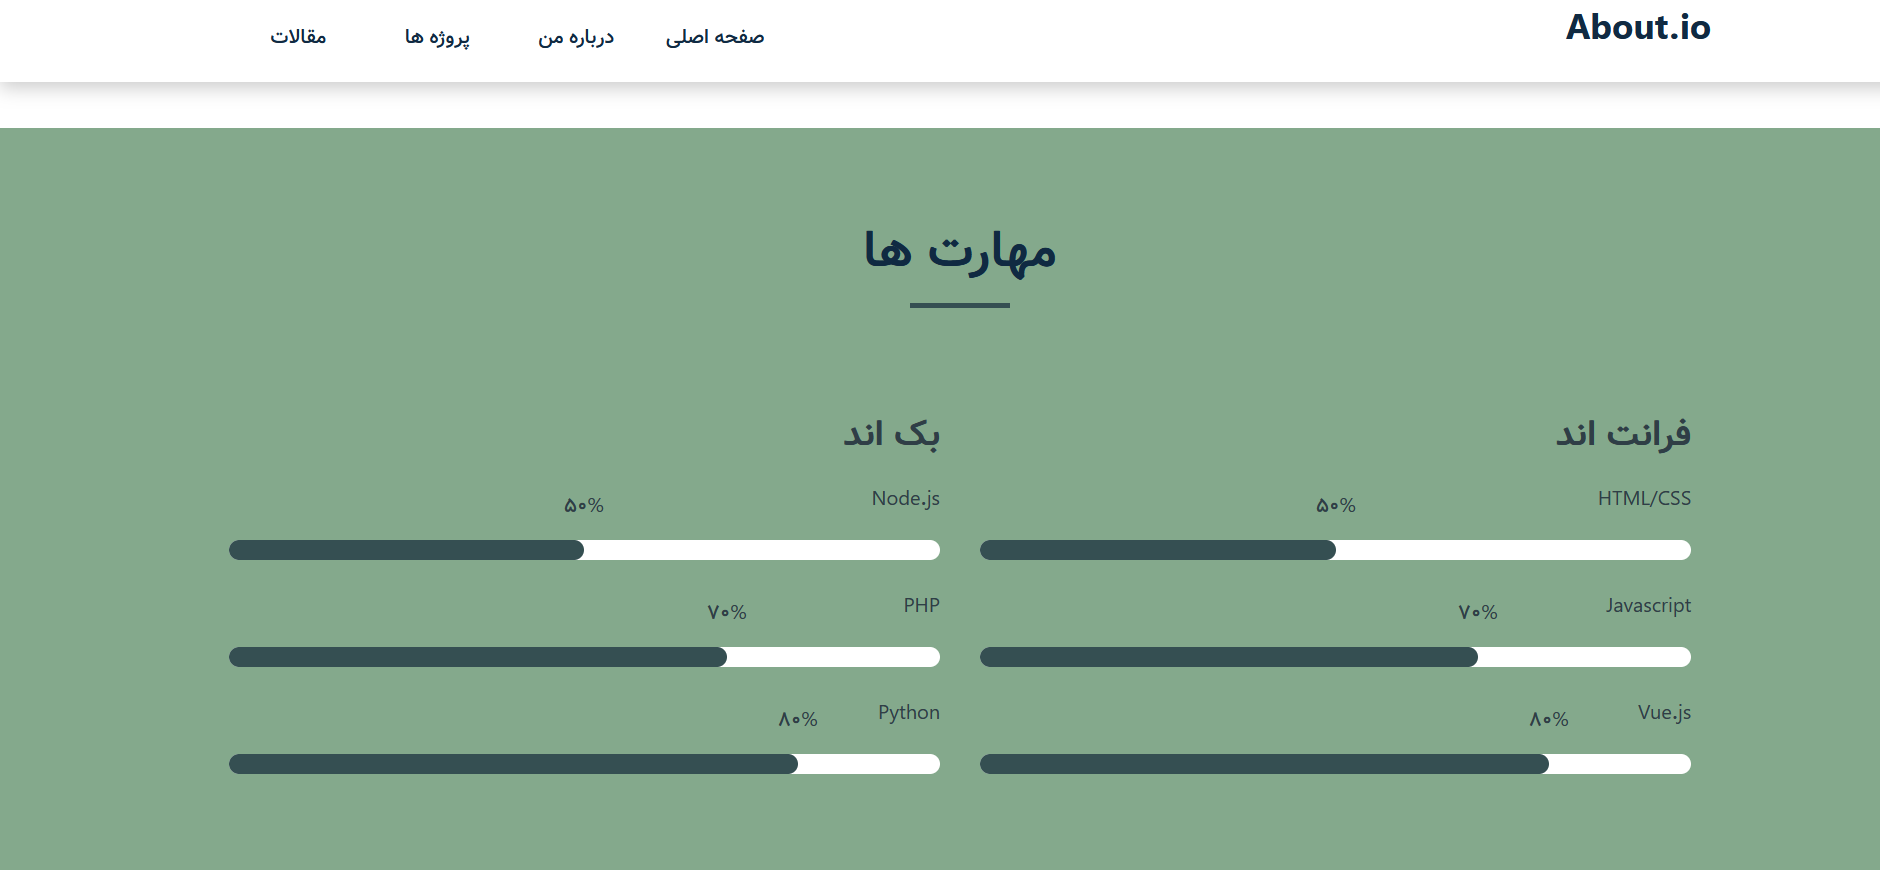 About.io
صفحه اصلی
درباره من
پروژه ها
مقالات
مهارت ها
فرانت اند
HTML/CSS
۵۰%
Javascript
۷۰%
Vue.js
۸۰%
بک اند
Node.js
۵۰%
PHP
۷۰%
Python
۸۰%